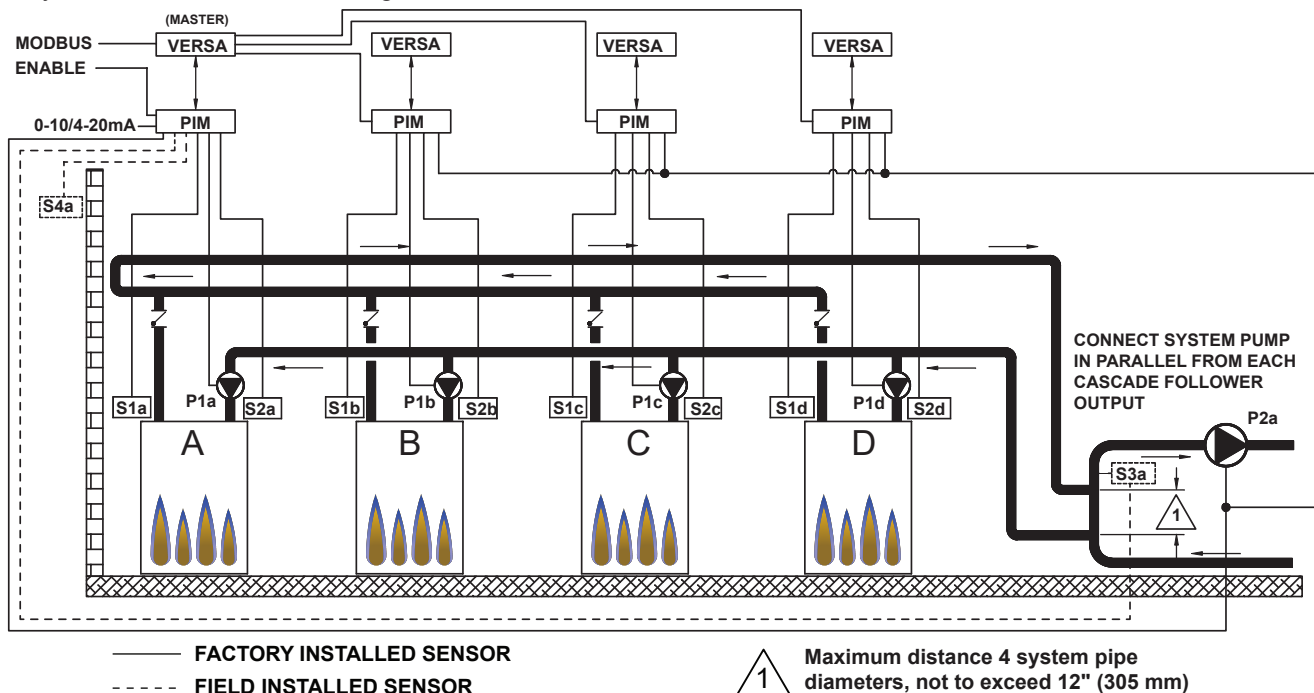 (MASTER)
MODBUS
VERSA
VERSA
VERSA
VERSA
ENABLE
0-10/4-20mA
PIM
PIM
PIM
PIM
S4a
CONNECT SYSTEM PUMP
IN PARALLEL FROM EACH
CASCADE FOLLOWER
OUTPUT
S1a
P1a
S2a
S1b
P1b
S2b
S1c
P1c
S2c
S1d
P1d
S2d
P2a
A
B
C
D
S3a
1
FACTORY INSTALLED SENSOR
FIELD INSTALLED SENSOR
1
Maximum distance 4 system pipe
diameters, not to exceed 12" (305 mm)